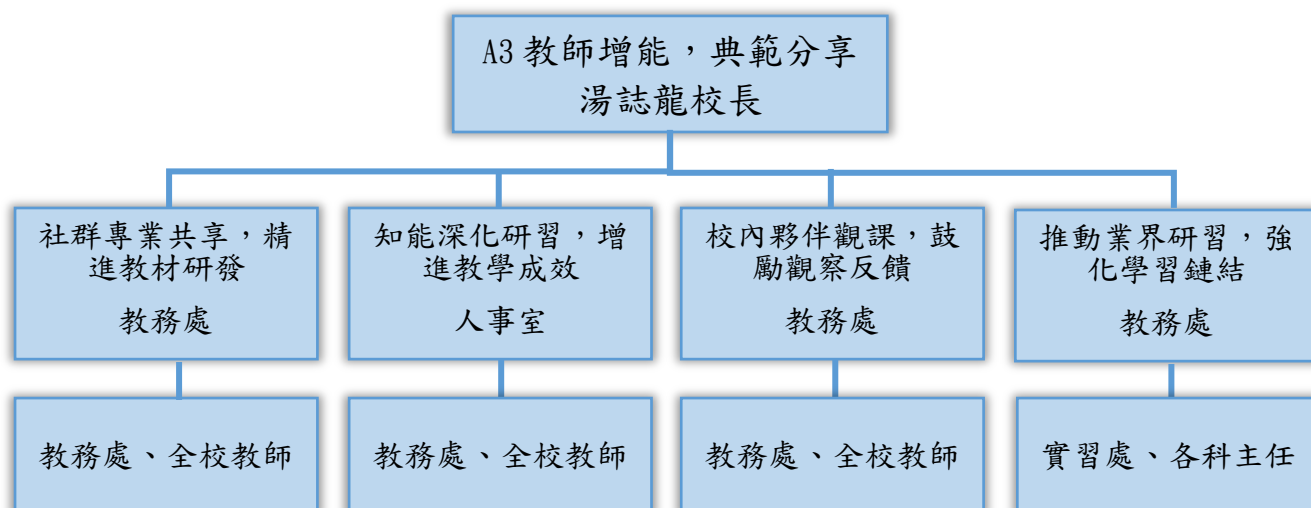 A3 教師增能，典範分享
湯誌龍校長
社群專業共享，精
進教材研發
教務處
知能深化研習，增
進教學成效
人事室
校內夥伴觀課，鼓
勵觀察反饋
教務處
推動業界研習，強
化學習鏈結
教務處
教務處、全校教師
教務處、全校教師
教務處、全校教師
實習處、各科主任